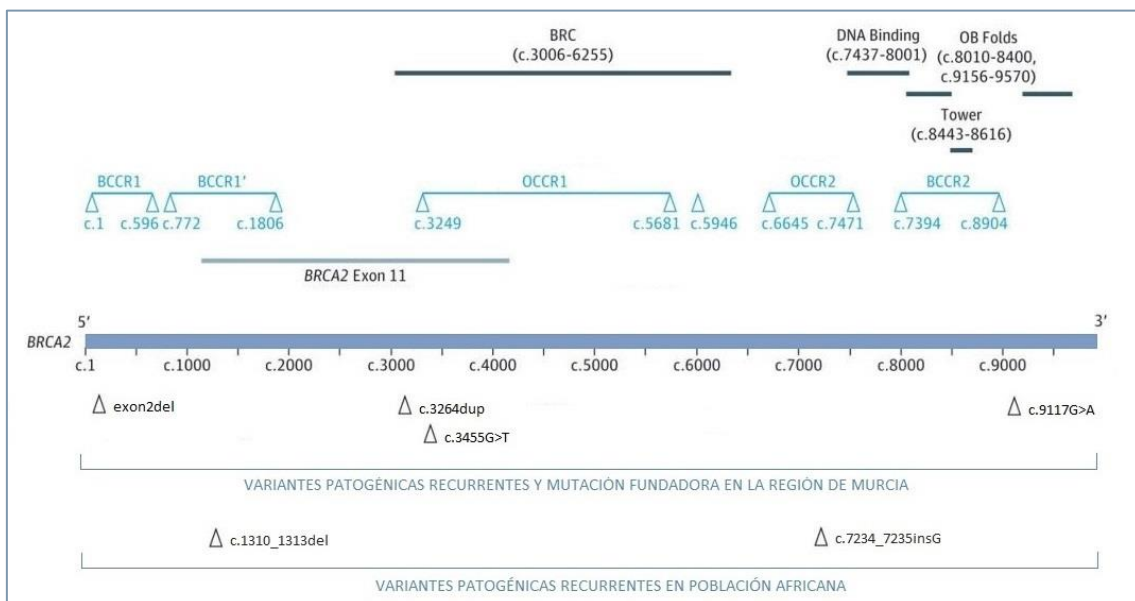 BRC
(c.3006-6255)
DNA Binding
(c.7437-8001)
OB Folds
(c.8010-8400,
c.9156-9570)
Tower
(c.8443-8616)
BCCR1
BCCR1'
OCCR1
OCCR2
BCCR2
c.1
c.596
c.772
c.1806
c.3249
c.5681
c.5946
c.6645
c.7471
c.7394
c.8904
BRCA2 Exon 11
5'
3'
BRCA2
c.1
c.1000
c.2000
c.3000
c.4000
c.5000
c.6000
c.7000
c.8000
c.9000
exon2del
c.3264dup
c.9117G>A
c.3455G>T
VARIANTES PATOGÉNICAS RECURRENTES Y MUTACIÓN FUNDADORA EN LA REGIÓN DE MURCIA
c.1310_1313del
c.7234_7235insG
VARIANTES PATOGÉNICAS RECURRENTES EN POBLACIÓN AFRICANA